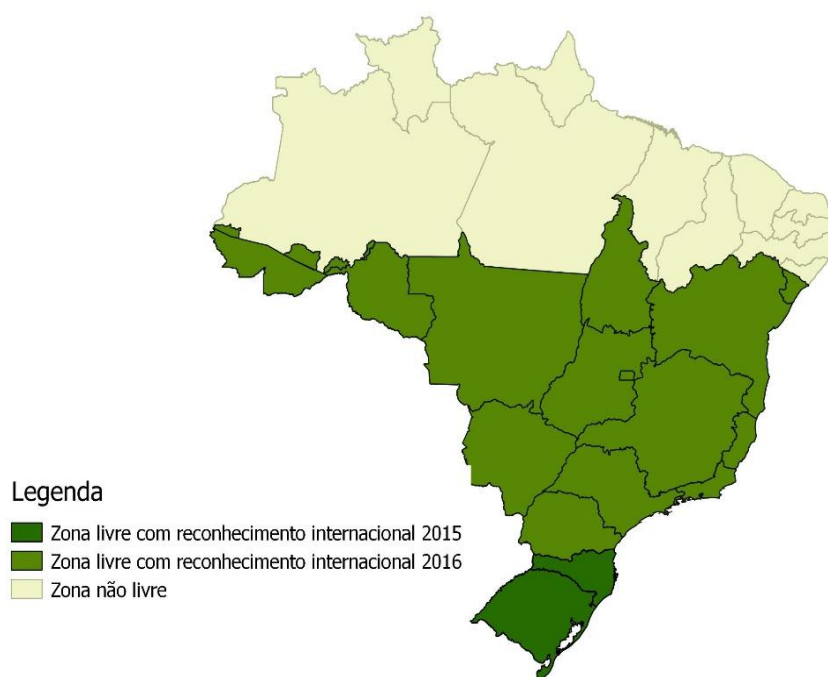 Legenda
Zona livre com reconhecimento internacional 2015
Zona livre com reconhecimento internacional 2016
Zona não livre